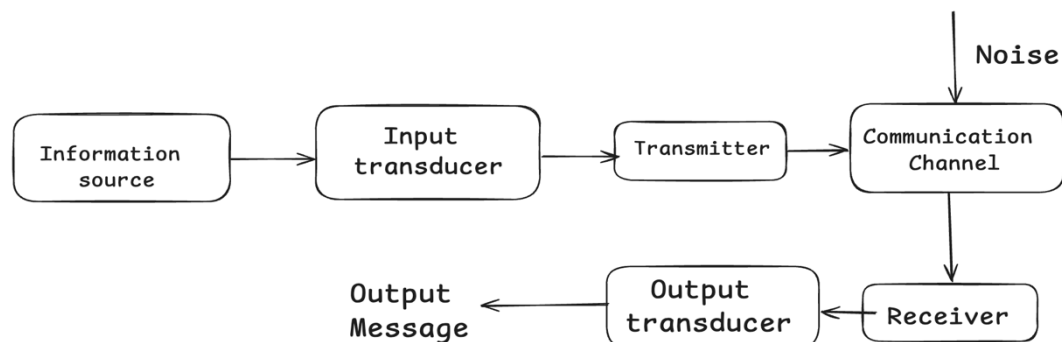 Noise
Information
source
Input
transducer
Transmitter
Communication
Channel
Output
Message
Output
transducer
Receiver